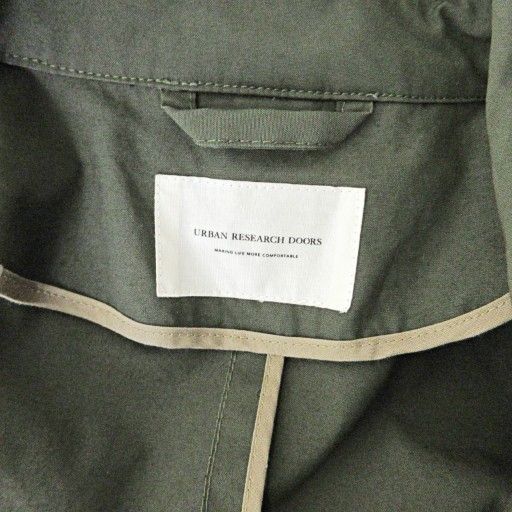 URBAN RESEARCH DOORS
MAKING LIFE MORE COMFORTABLE